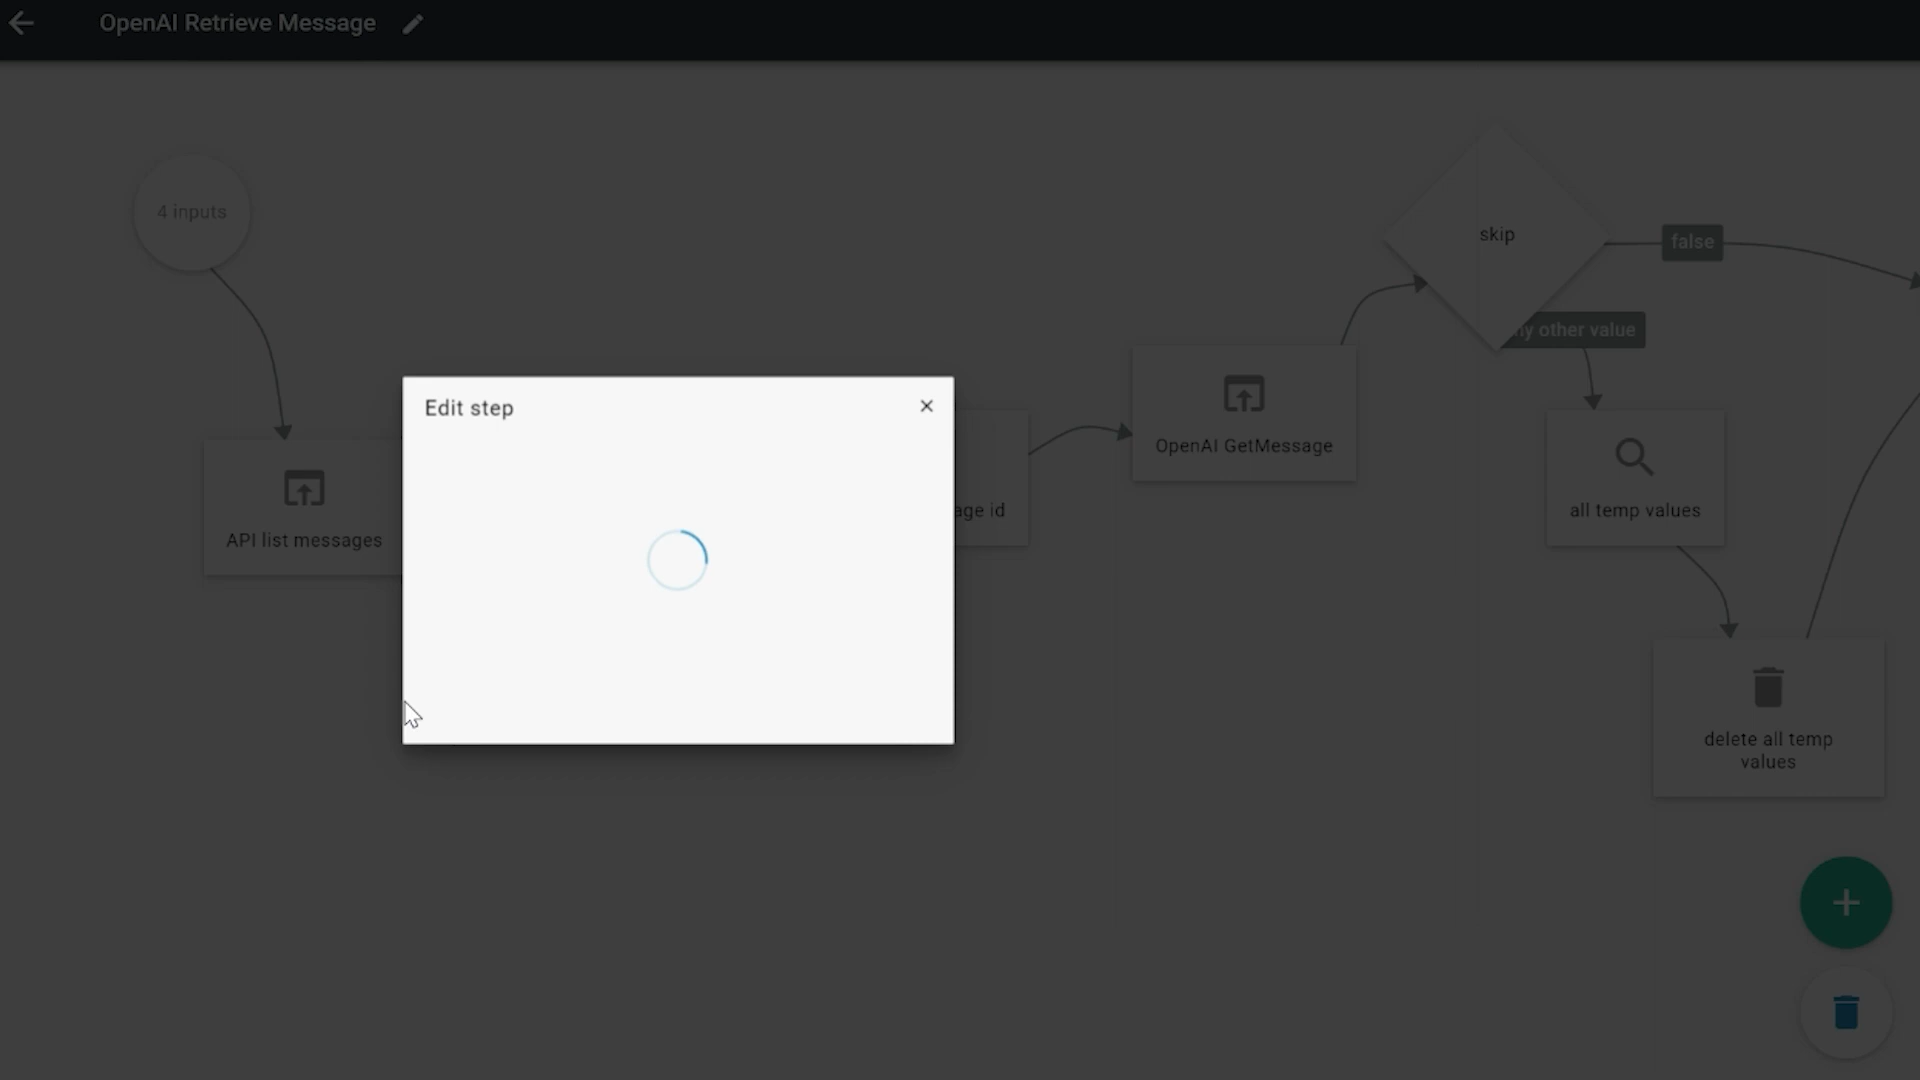 OpenAI Retrieve Message
4 inputs
skip
false
ny other value
Edit step
OpenAI GetMessage
age id
all temp values
API list messages
delete all temp
values